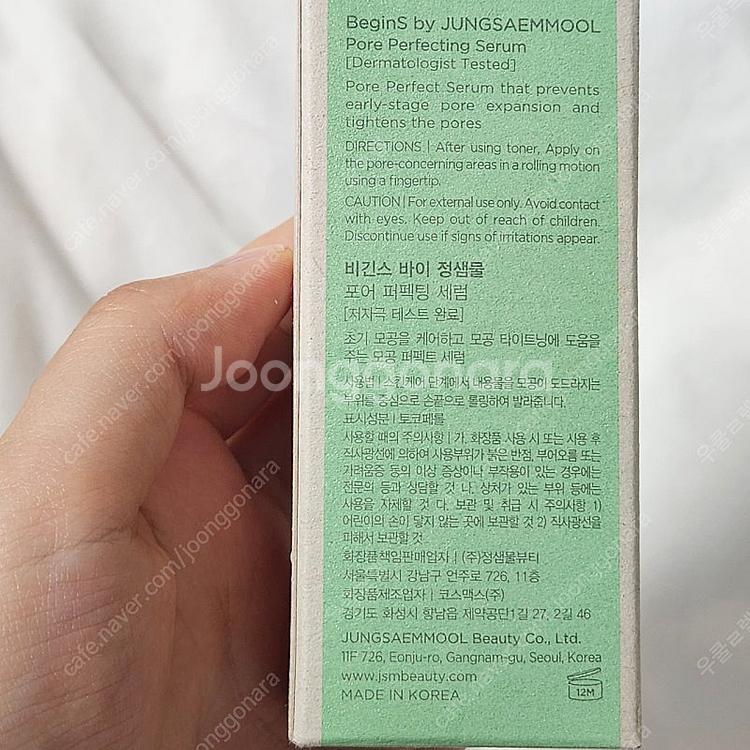 BeginS by JUNGSAEMMOOL
Pore Perfecting Serum
[Dermatologist Tested]
Pore Perfect Serum that prevents
early-stage pore expansion and
tightens the pores
DIRECTIONS | After using toner, Apply on
the pore-concerning areas in a rolling motion
using a fingertip.
CAUTION | For external use only. Avoid contact
with eyes. Keep out of reach of children.
Discontinue use if signs of irritations appear.
비긴스 바이 정샘물
포어 퍼펙팅 세럼
[저자극 테스트 완료]
초기 모공을 케어하고 모공 타이트닝에 도움을
주는 모공 퍼펙트 세럼
Joonggonara
사용법 | 스킨케어 단계에서 내용물을 모공이 도드라지는
부위를 중심으로 손끝으로 롤링하여 발라줍니다.
표시성분 | 토코페롤
사용할 때의 주의사항 | 가. 화장품 사용 시 또는 사용 후
직사광선에 의하여 사용부위가 붉은 반점, 부어오름 또는
가려움증 등의 이상 증상이나 부작용이 있는 경우에는
전문의 등과 상담할 것 나. 상처가 있는 부위 등에는
사용을 자제할 것 다. 보관 및 취급 시 주의사항 1)
어린이의 손이 닿지 않는 곳에 보관할 것 2) 직사광선을
피해서 보관할 것
화장품책임판매업자 | (주)정샘물뷰티
서울특별시 강남구 언주로 726, 11층
화장품제조업자 | 코스맥스(주)
경기도 화성시 향남읍 제약공단1길 27, 2길 46
JUNGSAEMMOOL Beauty Co., Ltd.
11F 726, Eonju-ro, Gangnam-gu, Seoul, Korea
www.jsmbeauty.com
MADE IN KOREA
12M
cafe.naver.com/joonggonara